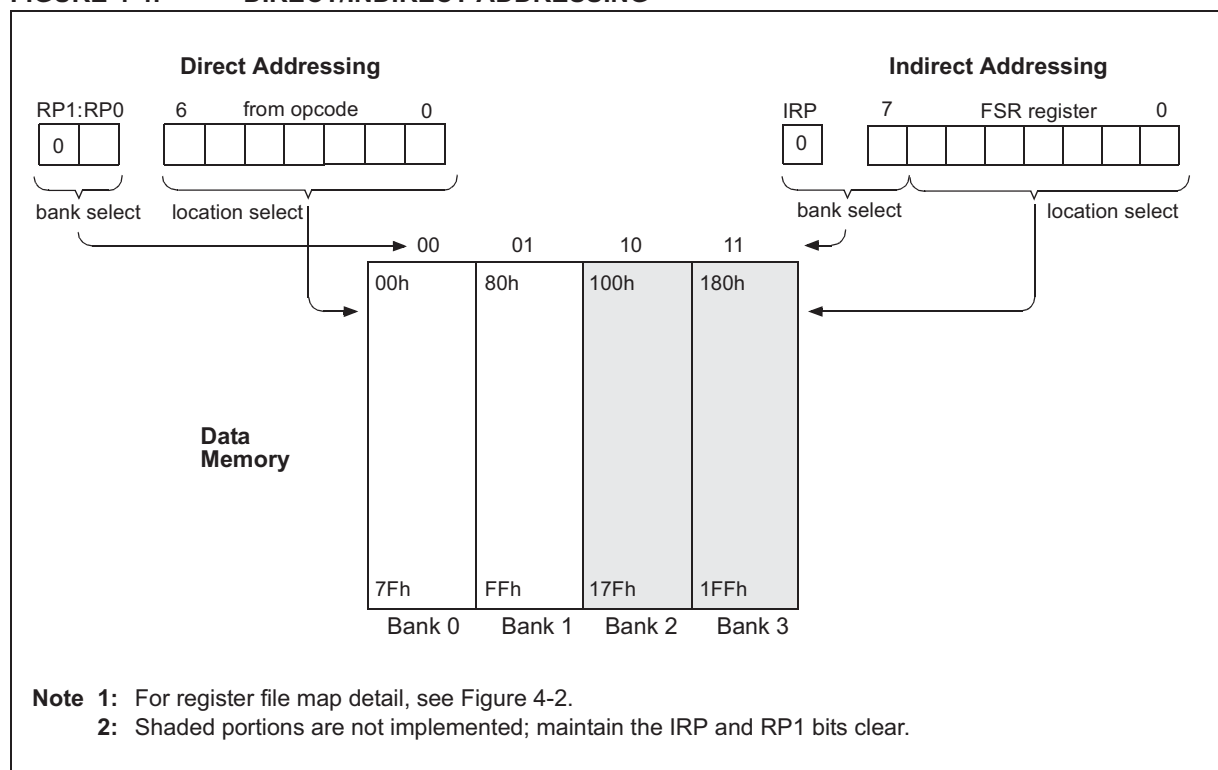 Direct Addressing
Indirect Addressing
RP1:RP0 6 from opcode 0
IRP 7 FSR register 0
0
0
bank select location select
bank select location select
00 01 10 11
00h 80h 100h 180h
Data
Memory
7Fh FFh 17Fh 1FFh
Bank 0 Bank 1 Bank 2 Bank 3
Note 1: For register file map detail, see Figure 4-2.
2: Shaded portions are not implemented; maintain the IRP and RP1 bits clear.